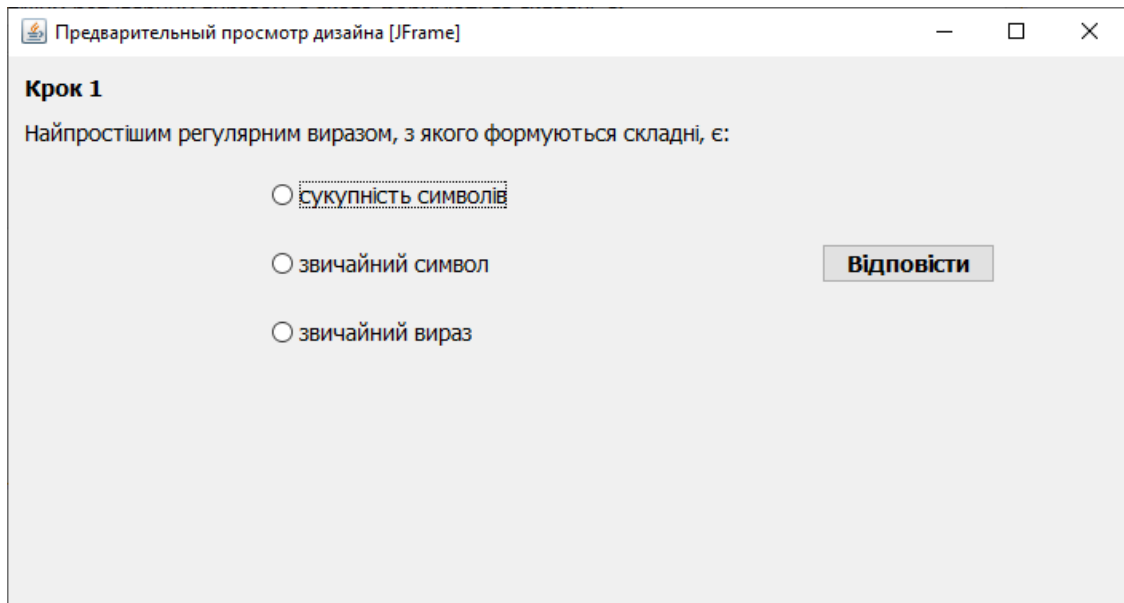 Предварительный просмотр дизайна [JFrame]
Крок 1
Найпростішим регулярним виразом, з якого формуються складні, є:
сукупність символів
звичайний символ
Відповісти
звичайний вираз